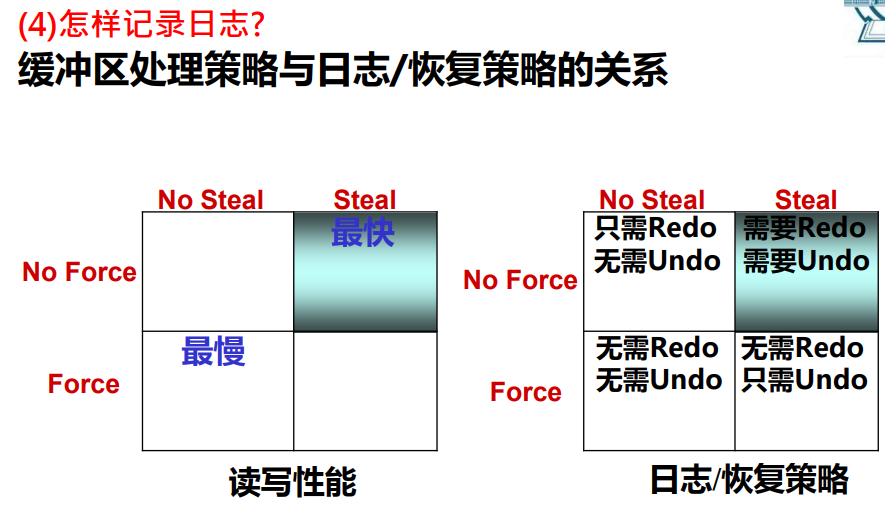 (4)怎样记录日志?
缓冲区处理策略与日志/恢复策略的关系
No Steal
Steal
No Force
最快
Force
最慢
读写性能
No Steal
Steal
No Force
只需Redo
无需Undo
需要Redo
需要Undo
Force
无需Redo
无需Undo
无需Redo
只需Undo
日志/恢复策略